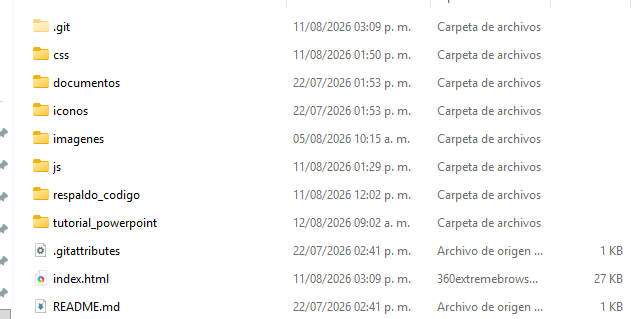 .git 11/08/2026 03:09 p. m. Carpeta de archivos
css 11/08/2026 01:50 p. m. Carpeta de archivos
documentos 22/07/2026 01:53 p. m. Carpeta de archivos
iconos 22/07/2026 01:53 p. m. Carpeta de archivos
imagenes 05/08/2026 10:15 a. m. Carpeta de archivos
js 11/08/2026 01:29 p. m. Carpeta de archivos
respaldo_codigo 11/08/2026 12:02 p. m. Carpeta de archivos
tutorial_powerpoint 12/08/2026 09:02 a. m. Carpeta de archivos
.gitattributes 22/07/2026 02:41 p. m. Archivo de origen ... 1 KB
index.html 11/08/2026 03:09 p. m. 360extremebrows... 27 KB
README.md 22/07/2026 02:41 p. m. Archivo de origen ... 1 KB